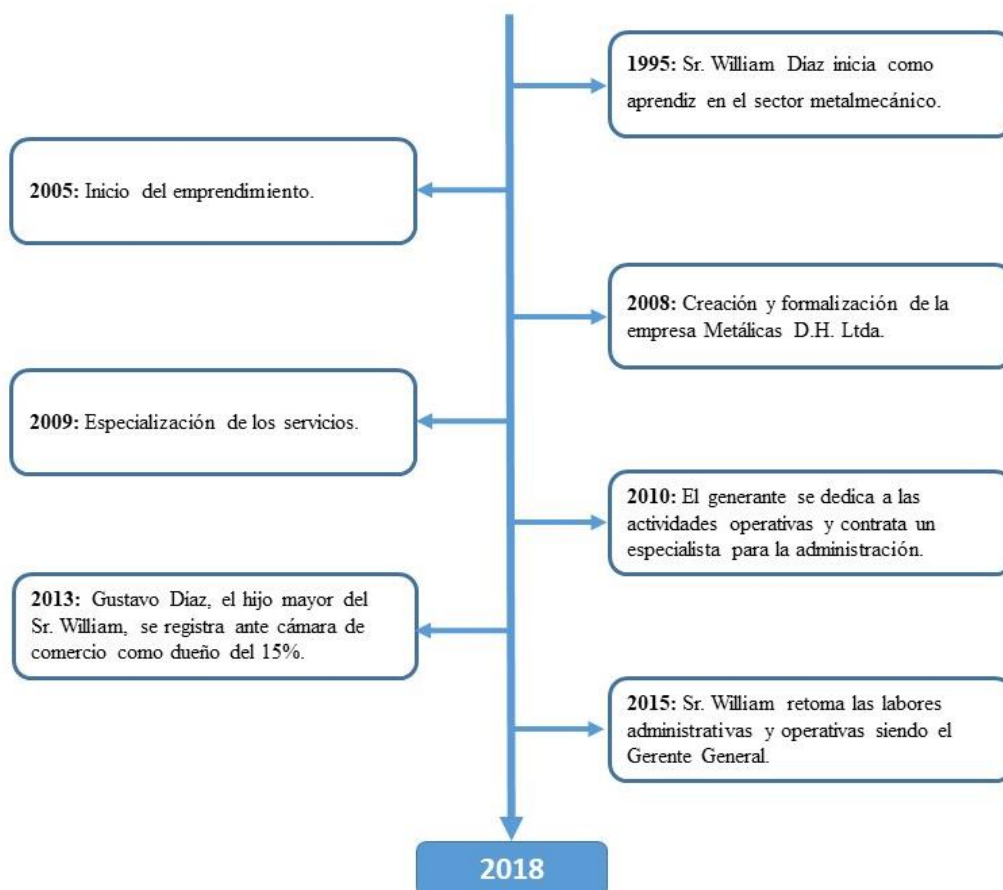 1995: Sr. William Díaz inicia como
aprendiz en el sector metalmecánico.
2005: Inicio del emprendimiento.
2008: Creación y formalización de la
empresa Metálicas D.H. Ltda.
2009: Especialización de los servicios.
2010: El generante se dedica a las
actividades operativas y contrata un
especialista para la administración.
2013: Gustavo Díaz, el hijo mayor del
Sr. William, se registra ante cámara de
comercio como dueño del 15%.
2015: Sr. William retoma las labores
administrativas y operativas siendo el
Gerente General.
2018